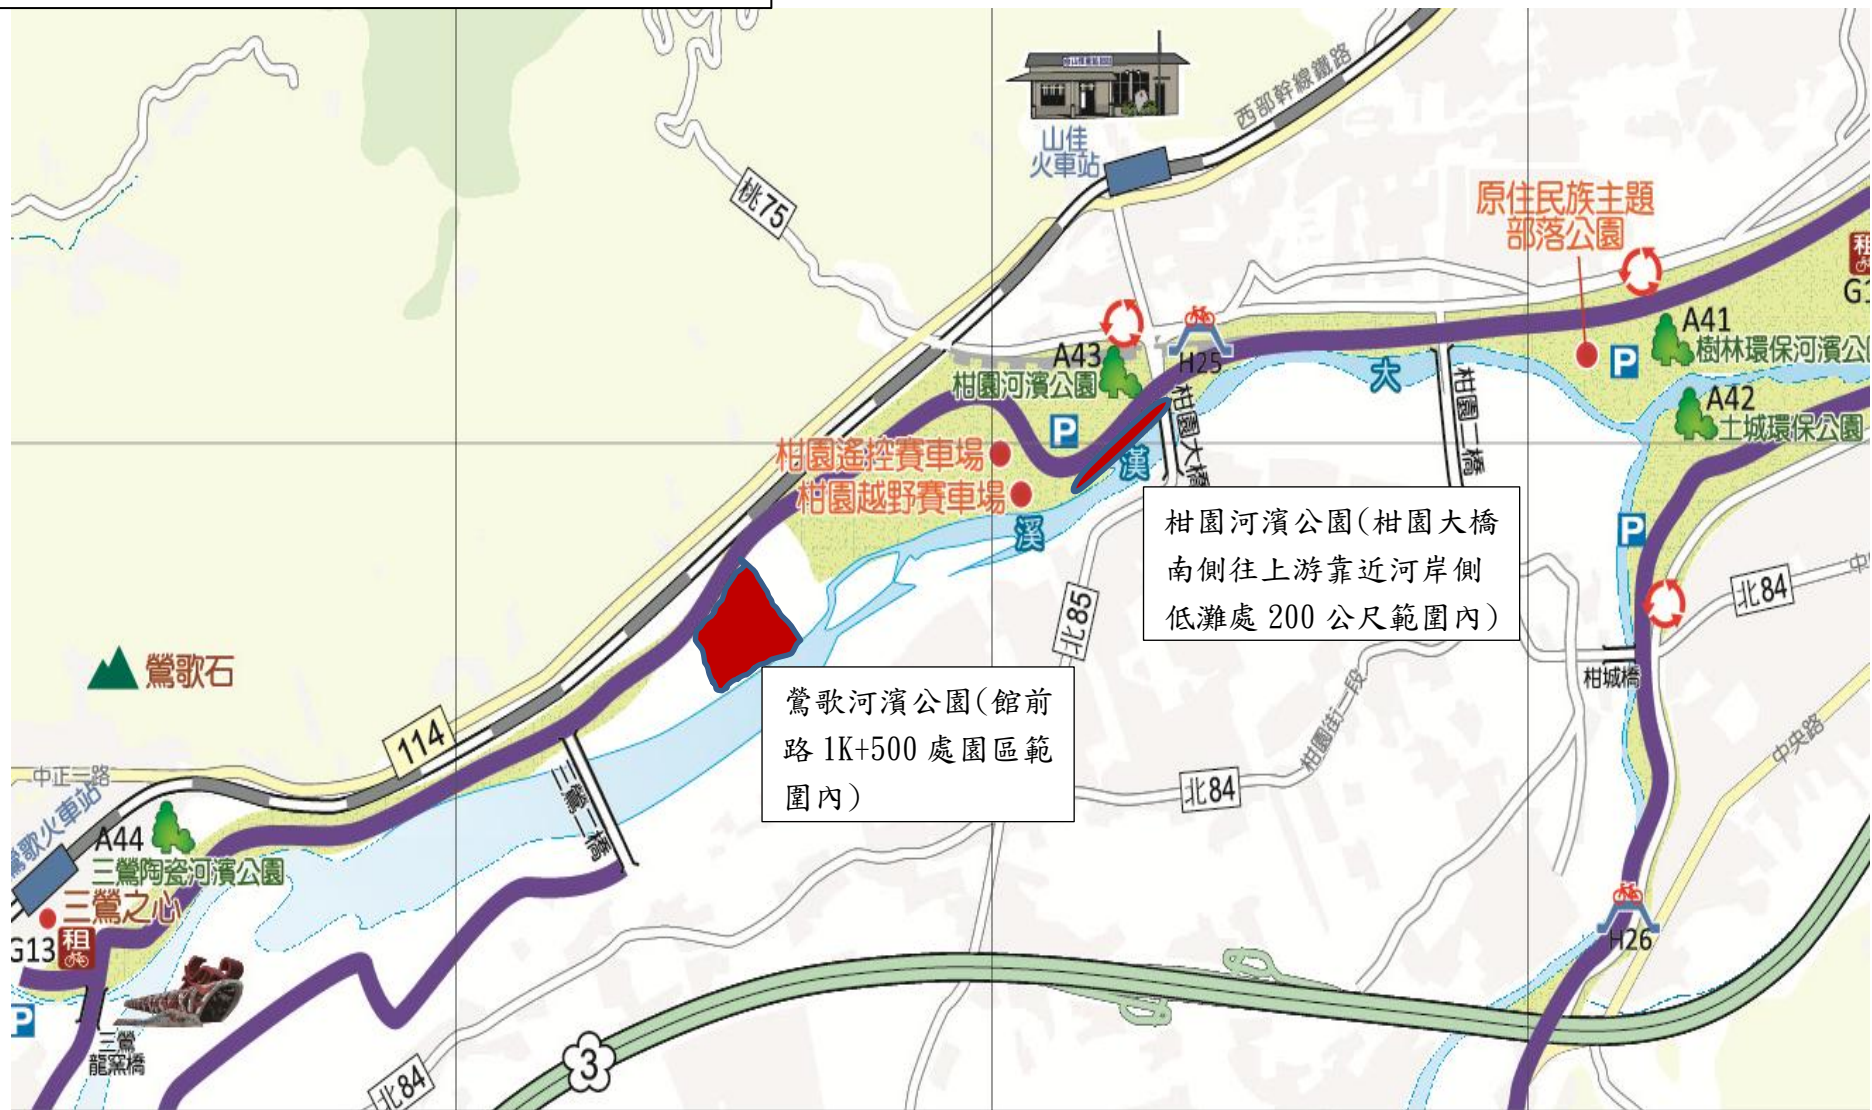 西部幹線鐵路
山佳
火車站
桃75
原住民族主題
部落公園
租
A43
柑園河濱公園
H25
大
漢
溪
A41
樹林環保河濱公
A42
土城環保公園
P
P
P
P
柑園大橋
柑園二橋
柑園遙控賽車場
柑園越野賽車場
柑園河濱公園(柑園大橋
南側往上游靠近河岸側
低灘處 200 公尺範圍內)
北85
北84
柑城橋
鶯歌石
114
鶯歌河濱公園(館前
路 1K+500 處園區範
圍內)
柑園街一段
中央路
北84
中正三路
三鶯二橋
鶯歌火車站
A44
三鶯陶瓷河濱公園
三鶯之心
G13
租
H26
三鶯
龍窯橋
北84
3